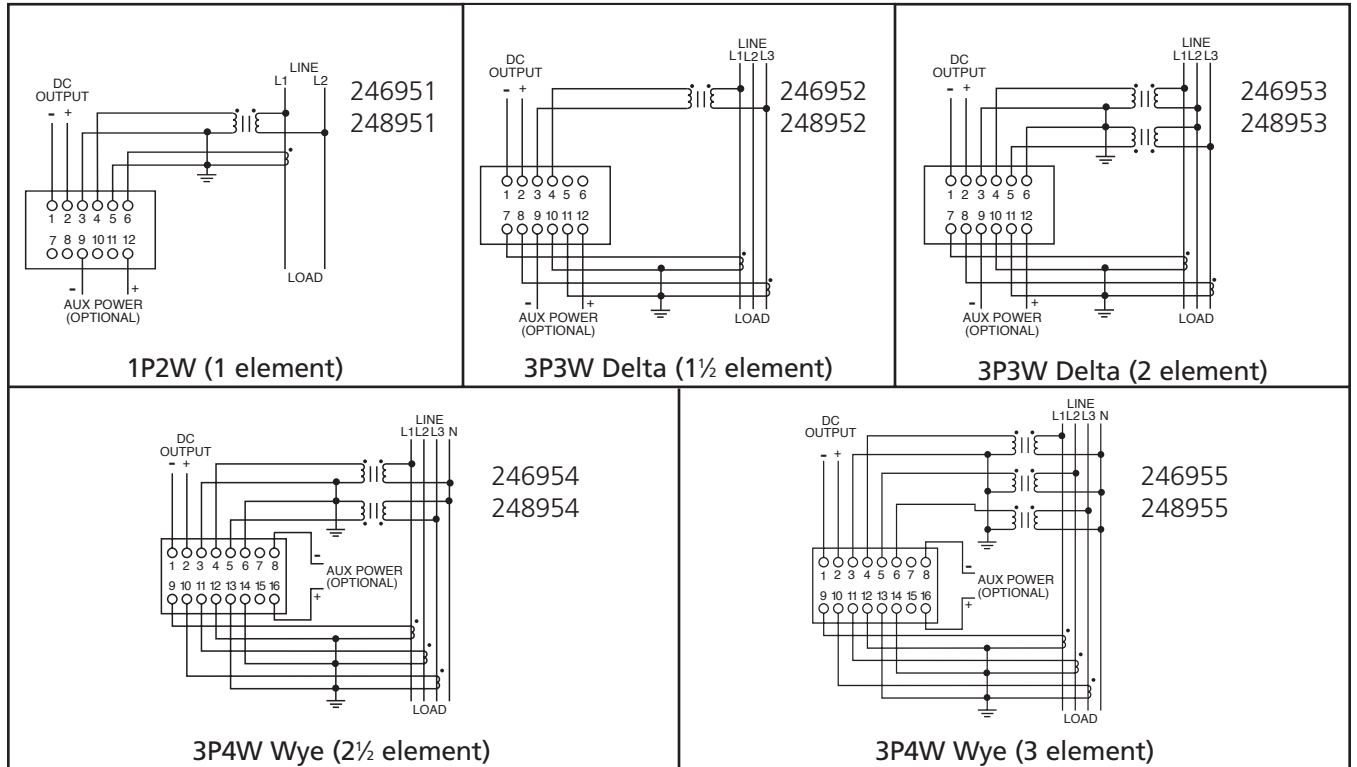 DC
OUTPUT
- +
LINE
L1 L2
246951
248951
1 2 3 4 5 6
7 8 9 10 11 12
- +
AUX POWER
(OPTIONAL)
LOAD
1P2W (1 element)
DC
OUTPUT
- +
LINE
L1 L2 L3
246952
248952
1 2 3 4 5 6
7 8 9 10 11 12
- +
AUX POWER
(OPTIONAL)
LOAD
3P3W Delta (1½ element)
DC
OUTPUT
- +
LINE
L1 L2 L3
246953
248953
1 2 3 4 5 6
7 8 9 10 11 12
- +
AUX POWER
(OPTIONAL)
LOAD
3P3W Delta (2 element)
DC
OUTPUT
- +
LINE
L1 L2 L3 N
246954
248954
1 2 3 4 5 6 7 8
9 10 11 12 13 14 15 16
-
AUX POWER
(OPTIONAL)
+
LOAD
3P4W Wye (2½ element)
DC
OUTPUT
- +
LINE
L1 L2 L3 N
246955
248955
1 2 3 4 5 6 7 8
9 10 11 12 13 14 15 16
-
AUX POWER
(OPTIONAL)
+
LOAD
3P4W Wye (3 element)